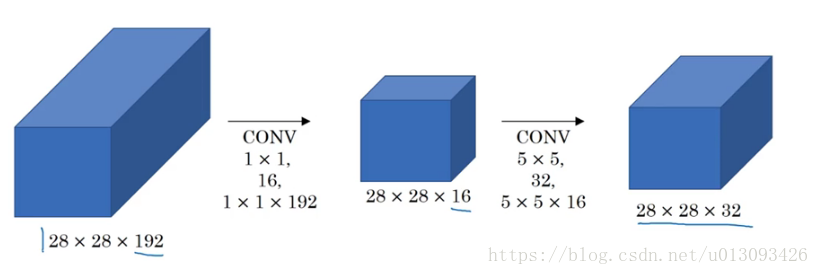 28 × 28 × 192
CONV
1 × 1,
16,
1 × 1 × 192
28 × 28 × 16
CONV
5 × 5,
32,
5 × 5 × 16
28 × 28 × 32
https://blog.csdn.net/u013093426